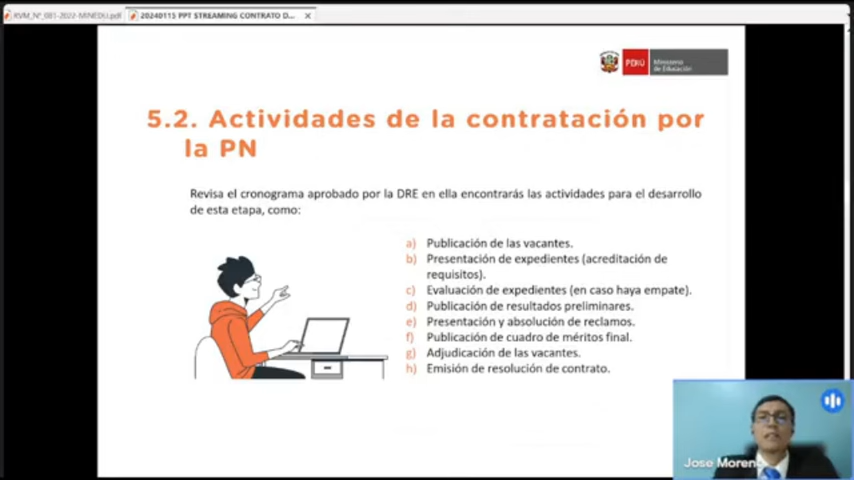 RVM_N°_081-2022-MINEDU.pdf
20240115 PPT STREAMING CONTRATO D...
PERÚ
Ministerio
de Educación
5.2. Actividades de la contratación por
la PN
Revisa el cronograma aprobado por la DRE en ella encontrarás las actividades para el desarrollo
de esta etapa, como:
a) Publicación de las vacantes.
b) Presentación de expedientes (acreditación de
requisitos).
c) Evaluación de expedientes (en caso haya empate).
d) Publicación de resultados preliminares.
e) Presentación y absolución de reclamos.
f) Publicación de cuadro de méritos final.
g) Adjudicación de las vacantes.
h) Emisión de resolución de contrato.
Jose Moreno